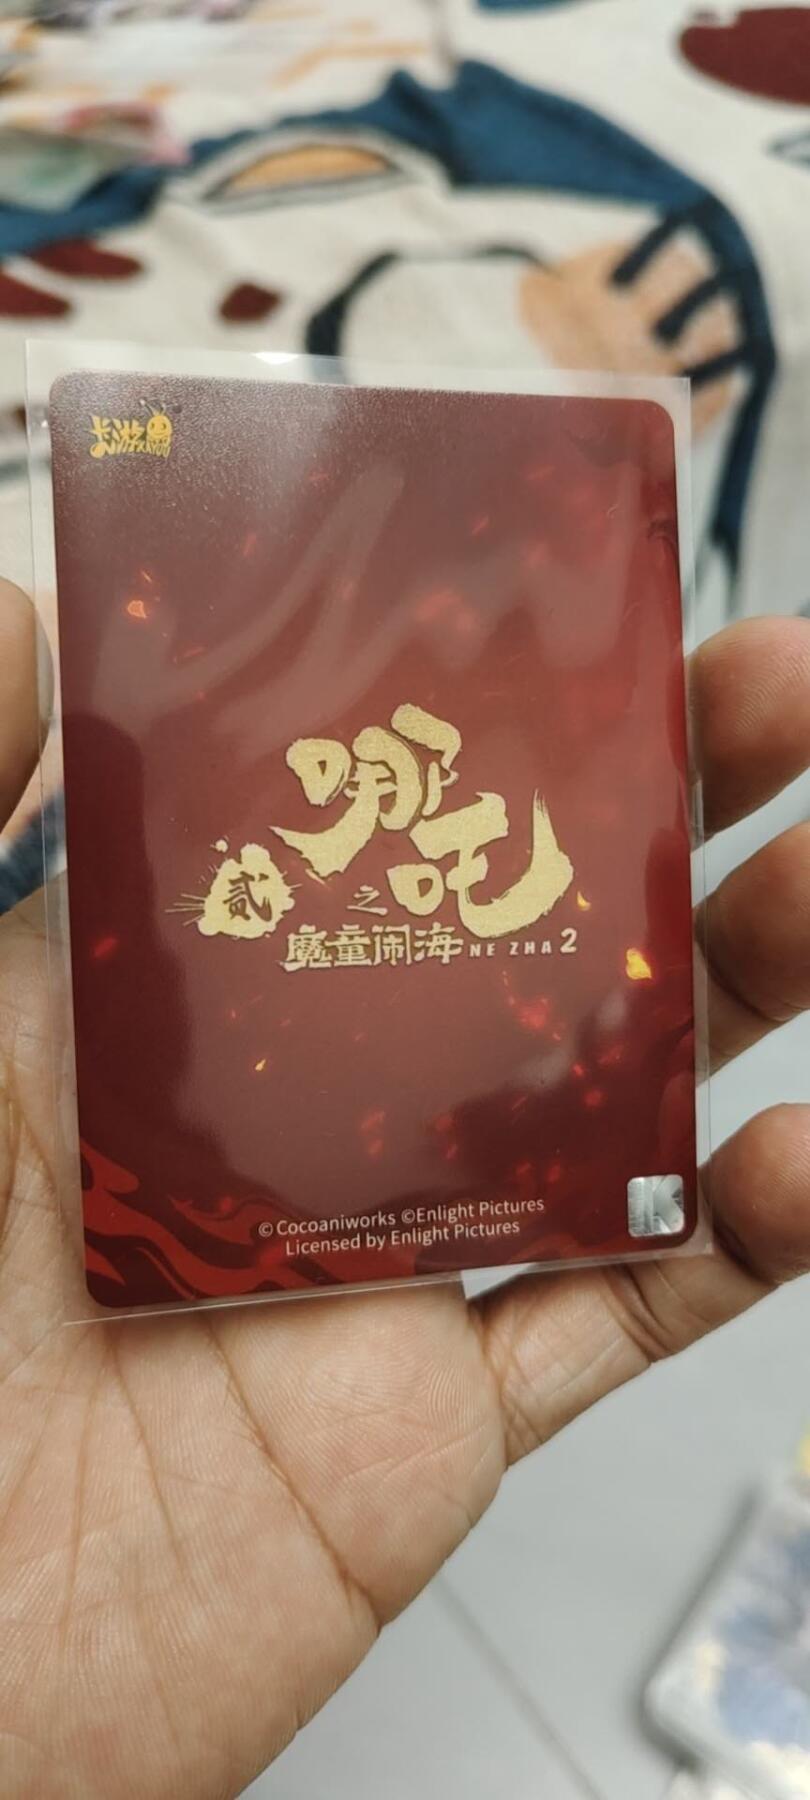 卡游
哪吒
贰
之
魔童闹海 NE ZHA 2
© Cocoaniworks ©Enlight Pictures
Licensed by Enlight Pictures
K